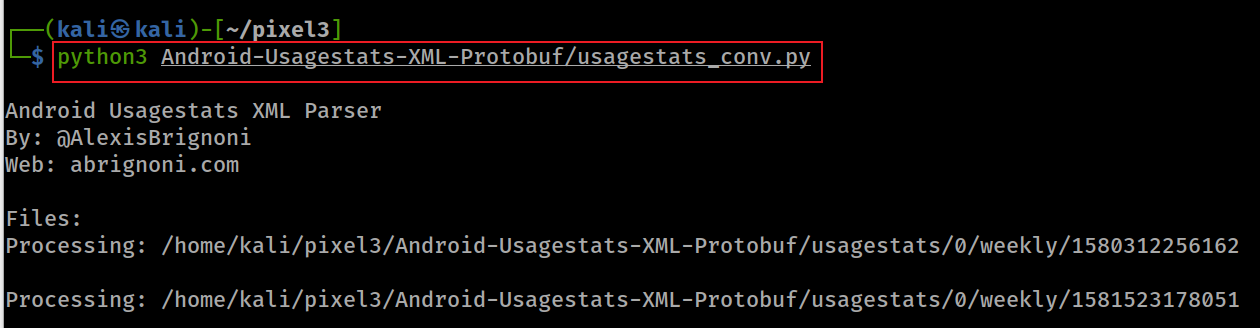 ┌──(kali㉿kali)-[~/pixel3]
└─$ python3 Android-Usagestats-XML-Protobuf/usagestats_conv.py
Android Usagestats XML Parser
By: @AlexisBrignoni
Web: abrignoni.com
Files:
Processing: /home/kali/pixel3/Android-Usagestats-XML-Protobuf/usagestats/0/weekly/1580312256162
Processing: /home/kali/pixel3/Android-Usagestats-XML-Protobuf/usagestats/0/weekly/1581523178051